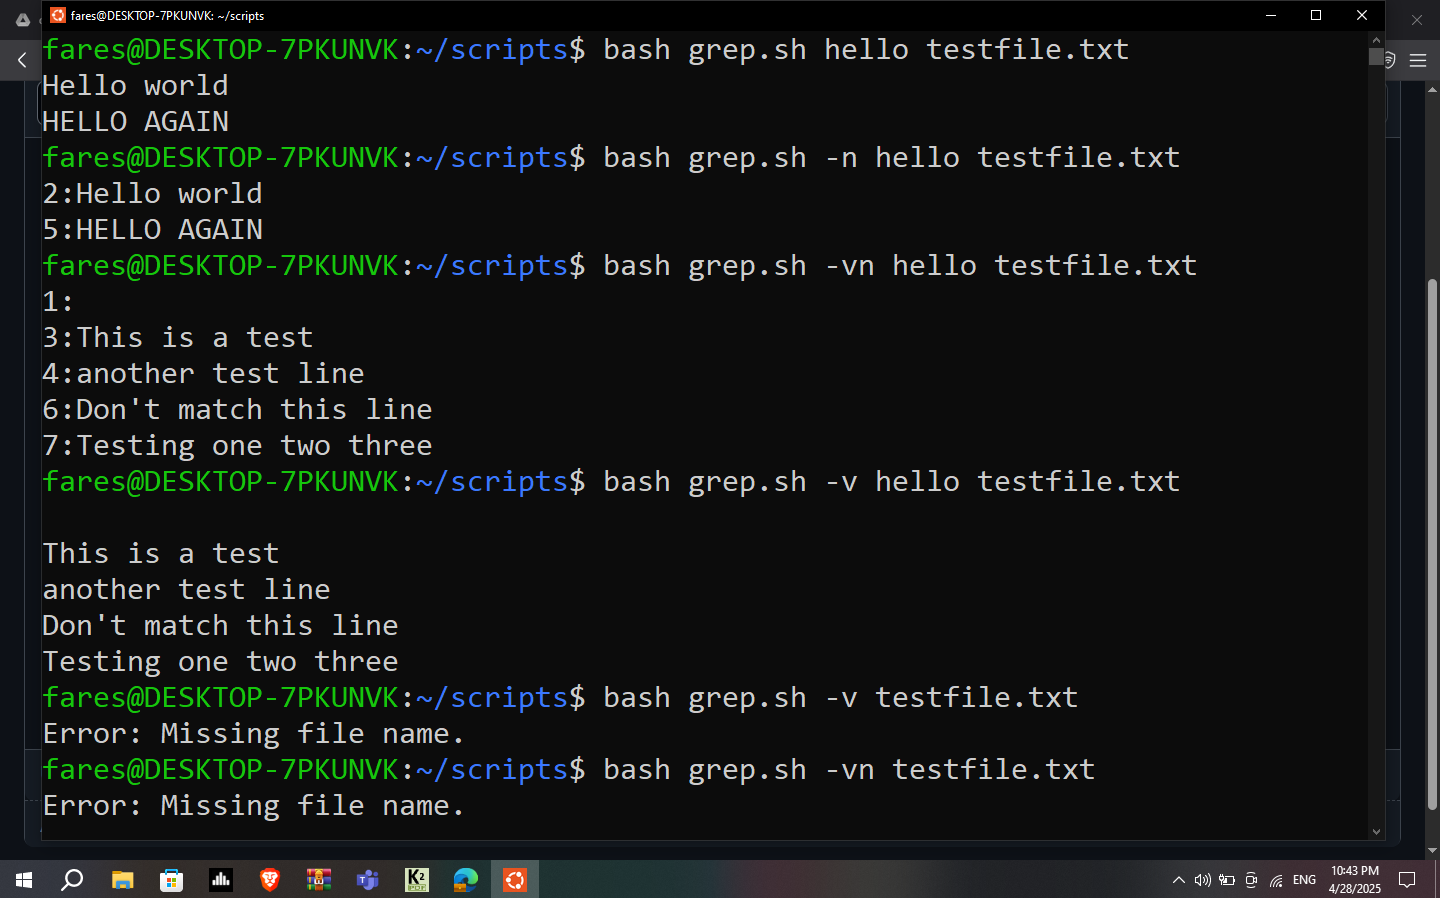 fares@DESKTOP-7PKUNVK: ~/scripts
fares@DESKTOP-7PKUNVK:~/scripts$ bash grep.sh hello testfile.txt
Hello world
HELLO AGAIN
fares@DESKTOP-7PKUNVK:~/scripts$ bash grep.sh -n hello testfile.txt
2:Hello world
5:HELLO AGAIN
fares@DESKTOP-7PKUNVK:~/scripts$ bash grep.sh -vn hello testfile.txt
1:
3:This is a test
4:another test line
6:Don't match this line
7:Testing one two three
fares@DESKTOP-7PKUNVK:~/scripts$ bash grep.sh -v hello testfile.txt

This is a test
another test line
Don't match this line
Testing one two three
fares@DESKTOP-7PKUNVK:~/scripts$ bash grep.sh -v testfile.txt
Error: Missing file name.
fares@DESKTOP-7PKUNVK:~/scripts$ bash grep.sh -vn testfile.txt
Error: Missing file name.
K2
PDF
ENG
10:43 PM
4/28/2025